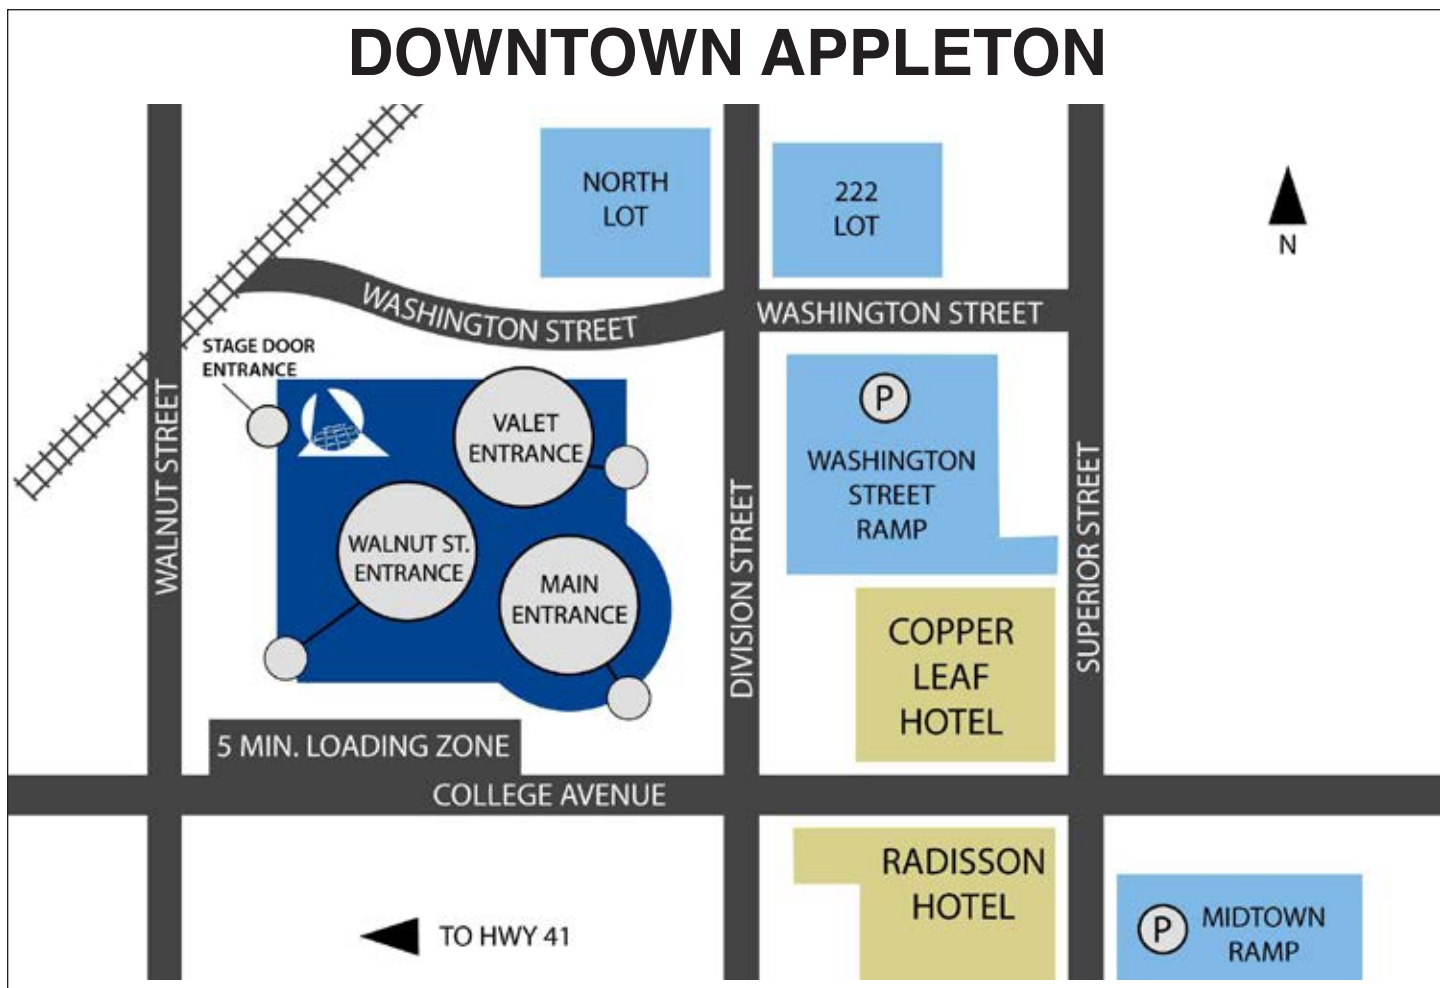 DOWNTOWN APPLETON
NORTH
LOT
222
LOT
N
WASHINGTON STREET
WASHINGTON STREET
STAGE DOOR
ENTRANCE
VALET
ENTRANCE
P
WASHINGTON
STREET
RAMP
WALNUT STREET
WALNUT ST.
ENTRANCE
MAIN
ENTRANCE
DIVISION STREET
SUPERIOR STREET
COPPER
LEAF
HOTEL
5 MIN. LOADING ZONE
COLLEGE AVENUE
RADISSON
HOTEL
TO HWY 41
P
MIDTOWN
RAMP